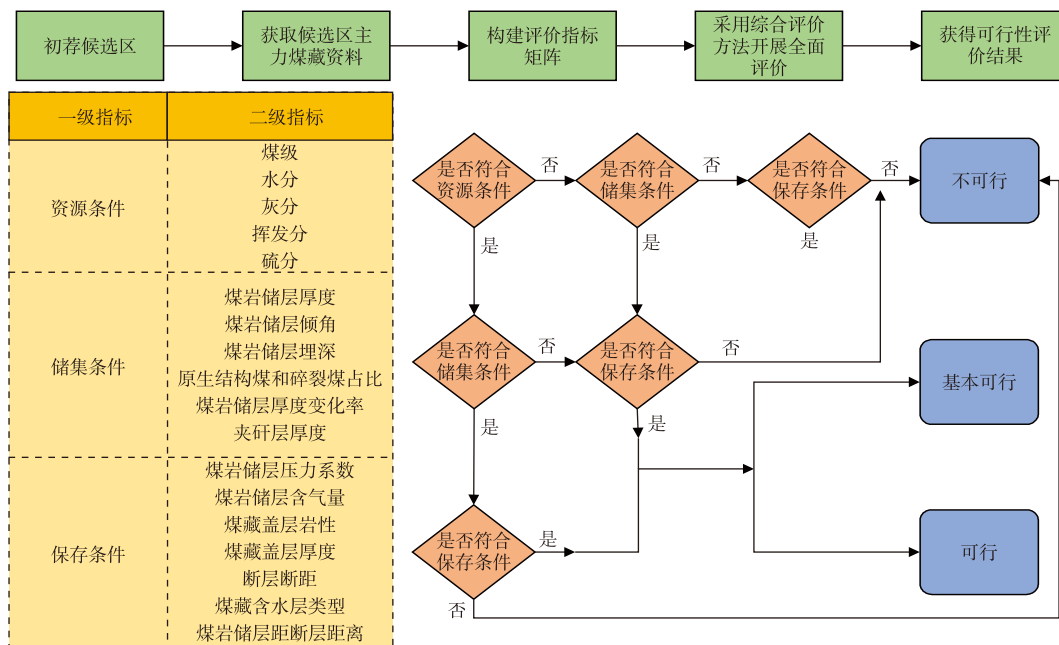 初荐候选区
获取候选区主
力煤藏资料
构建评价指标
矩阵
采用综合评价
方法开展全面
评价
获得可行性评
价结果
一级指标
二级指标
资源条件
煤级
水分
灰分
挥发分
硫分
储集条件
煤岩储层厚度
煤岩储层倾角
煤岩储层埋深
原生结构煤和碎裂煤占比
煤岩储层厚度变化率
夹矸层厚度
保存条件
煤岩储层压力系数
煤岩储层含气量
煤藏盖层岩性
煤藏盖层厚度
断层断距
煤藏含水层类型
煤岩储层距断层距离
是否符合
资源条件
否
是否符合
储集条件
否
是否符合
保存条件
否
不可行
是
是
是
是否符合
储集条件
否
是否符合
保存条件
否
基本可行
是
是
是否符合
保存条件
是
可行
否